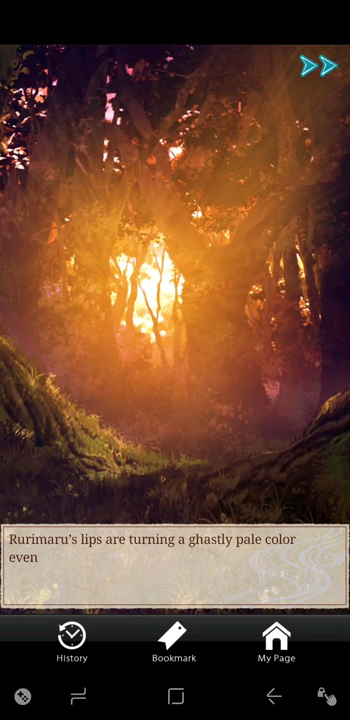 Rurimaru's lips are turning a ghastly pale color
even
History
Bookmark
My Page